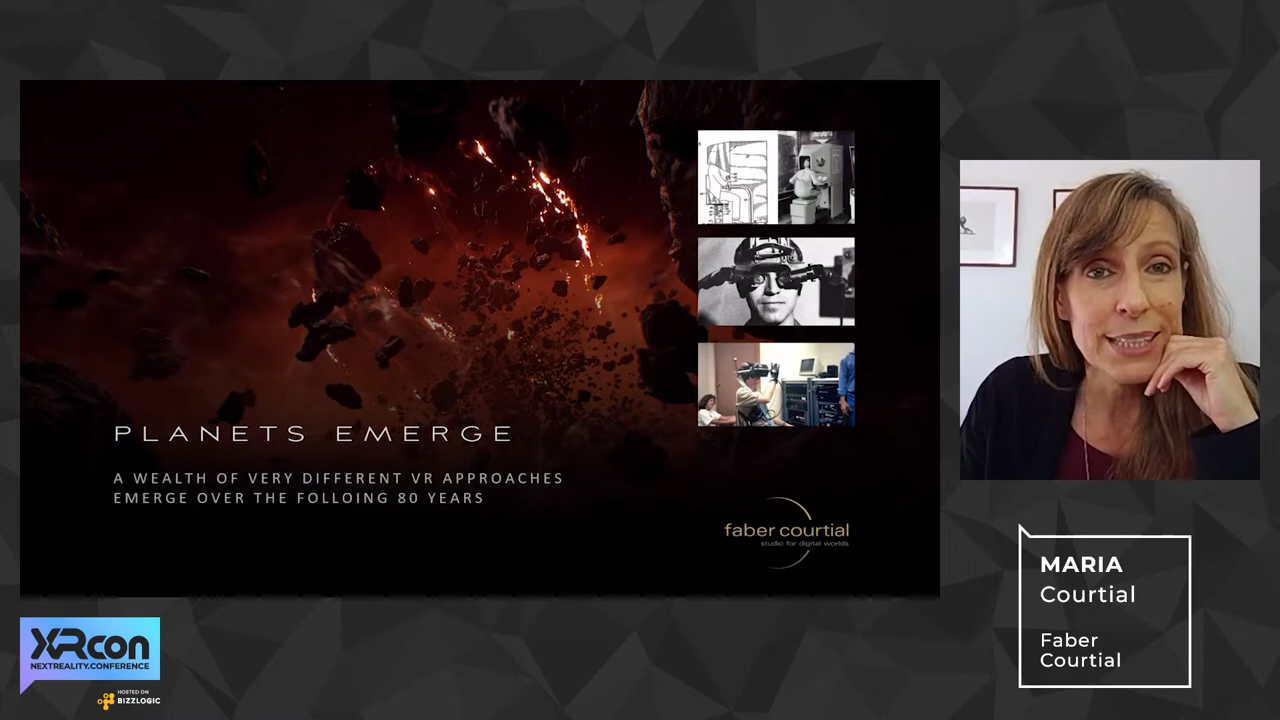 PLANETS EMERGE
A WEALTH OF VERY DIFFERENT VR APPROACHES
EMERGE OVER THE FOLLOING 80 YEARS
faber courtial
studio for digital worlds
MARIA
Courtial
Faber
Courtial
XRcon
NEXTREALITY.CONFERENCE
HOSTED ON
BIZZLOGIC